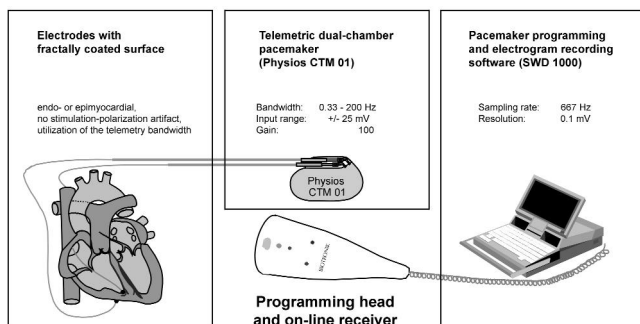 Electrodes with
fractally coated surface
endo- or epimyocardial,
no stimulation-polarization artifact,
utilization of the telemetry bandwidth
Telemetric dual-chamber
pacemaker
(Physios CTM 01)
Bandwidth: 0.33 - 200 Hz
Input range: +/- 25 mV
Gain: 100
Physios
CTM 01
Pacemaker programming
and electrogram recording
software (SWD 1000)
Sampling rate: 667 Hz
Resolution: 0.1 mV
BIOTRONIK
Programming head
and on-line receiver